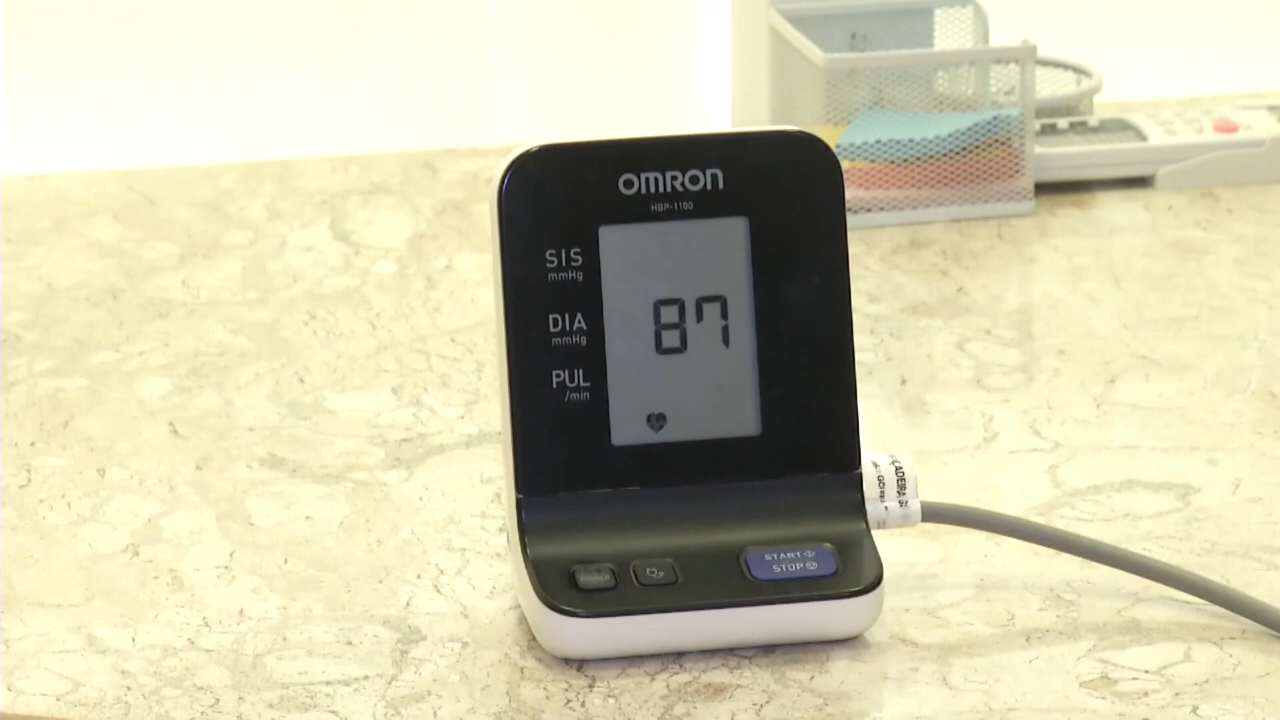 OMRON
HBP-1100
SIS
mmHg
87
DIA
mmHg
PUL
/min
START
STOP